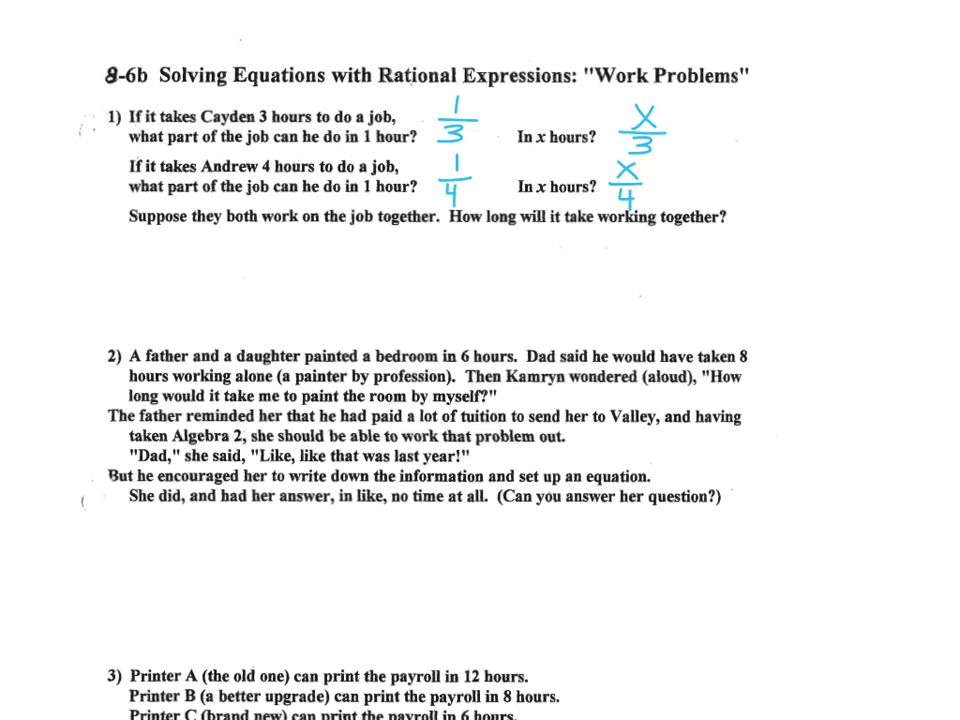 8-6b Solving Equations with Rational Expressions: "Work Problems"
1) If it takes Cayden 3 hours to do a job,
what part of the job can he do in 1 hour? 1/3 In x hours? x/3
If it takes Andrew 4 hours to do a job,
what part of the job can he do in 1 hour? 1/4 In x hours? x/4
Suppose they both work on the job together. How long will it take working together?
2) A father and a daughter painted a bedroom in 6 hours. Dad said he would have taken 8
hours working alone (a painter by profession). Then Kamryn wondered (aloud), "How
long would it take me to paint the room by myself?"
The father reminded her that he had paid a lot of tuition to send her to Valley, and having
taken Algebra 2, she should be able to work that problem out.
"Dad," she said, "Like, like that was last year!"
But he encouraged her to write down the information and set up an equation.
She did, and had her answer, in like, no time at all. (Can you answer her question?)
3) Printer A (the old one) can print the payroll in 12 hours.
Printer B (a better upgrade) can print the payroll in 8 hours.
Printer C (brand new) can print the payroll in 6 hours.